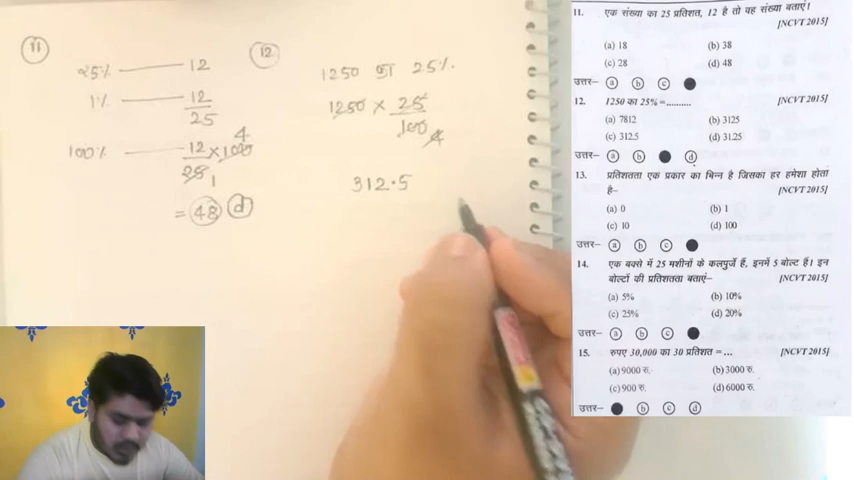 11
25% 12
1% 12
25
100% 12 × 100 4
25 1
= 48 d
12
1250 का 25%.
1250 × 25
100 4
312.5
11. एक संख्या का 25 प्रतिशत, 12 है तो वह संख्या बताएं।
[NCVT 2015]
(a) 18 (b) 38
(c) 28 (d) 48
उत्तर– a b c
12. 1250 का 25% = .......... [NCVT 2015]
(a) 7812 (b) 3125
(c) 312.5 (d) 31.25
उत्तर– a b d
13. प्रतिशतता एक प्रकार का भिन्न है जिसका हर हमेशा होतां
है– [NCVT 2015]
(a) 0 (b) 1
(c) 10 (d) 100
उत्तर– a b c
14. एक बक्से में 25 मशीनों के कलपुर्जे हैं, इनमें 5 बोल्ट हैं। इन
बोल्टों की प्रतिशतता बताएं– [NCVT 2015]
(a) 5% (b) 10%
(c) 25% (d) 20%
उत्तर– a b c
15. रुपए 30,000 का 30 प्रतिशत = ... [NCVT 2015]
(a) 9000 रु. (b) 3000 रु.
(c) 900 रु. (d) 6000 रु.
उत्तर– b c d